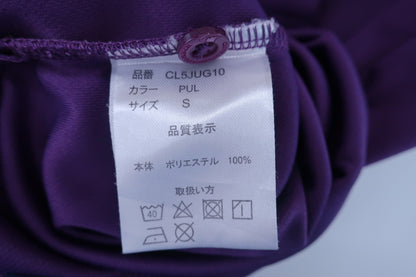 品番 CL5JUG10
カラー PUL
サイズ S
品質表示
本体 ポリエステル 100%
取扱い方
40